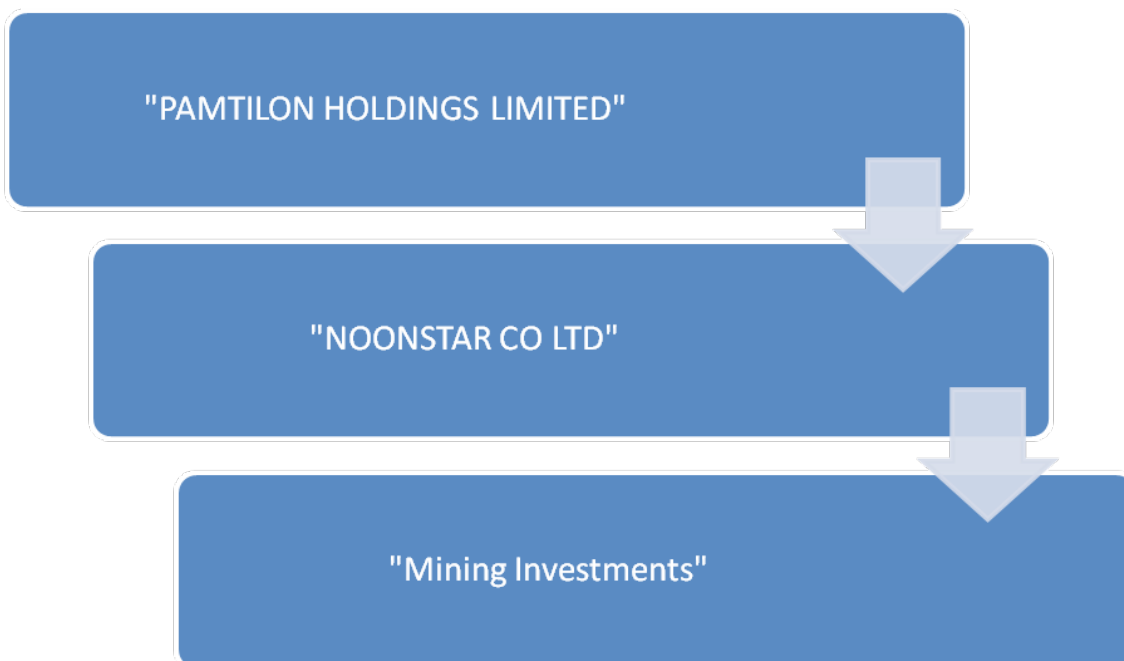 "PAMTILON HOLDINGS LIMITED"
"NOONSTAR CO LTD"
"Mining Investments"